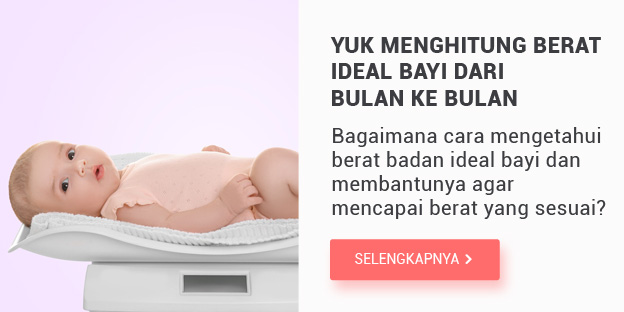 YUK MENGHITUNG BERAT
IDEAL BAYI DARI
BULAN KE BULAN
Bagaimana cara mengetahui
berat badan ideal bayi dan
membantunya agar
mencapai berat yang sesuai?
SELENGKAPNYA